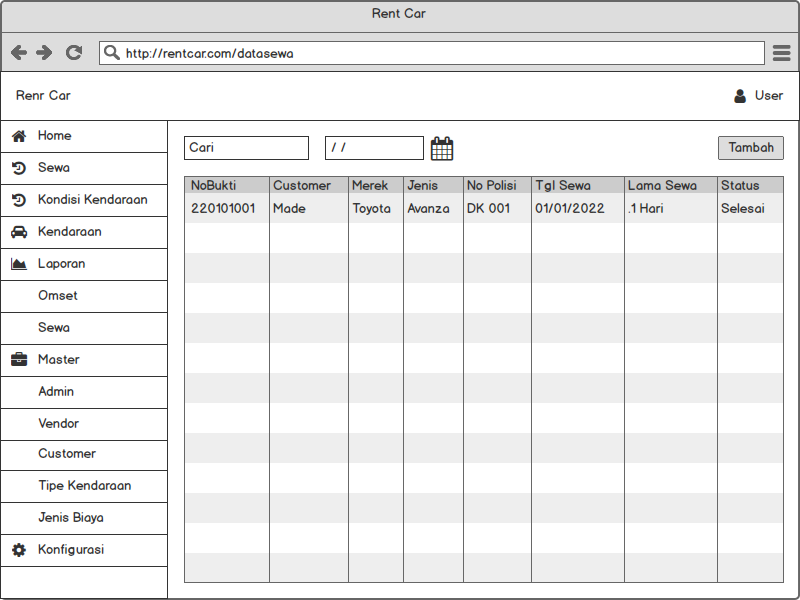 Rent Car
http://rentcar.com/datasewa
Renr Car
User
Home
Sewa
Kondisi Kendaraan
Kendaraan
Laporan
Omset
Sewa
Master
Admin
Vendor
Customer
Tipe Kendaraan
Jenis Biaya
Konfigurasi
Cari / / Tambah
NoBukti Customer Merek Jenis No Polisi Tgl Sewa Lama Sewa Status
220101001 Made Toyota Avanza DK 001 01/01/2022 .1 Hari Selesai